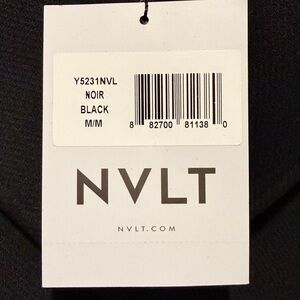 Y5231NVL
NOIR
BLACK
M/M
8 82700 81138 0
NVLT
NVLT.COM